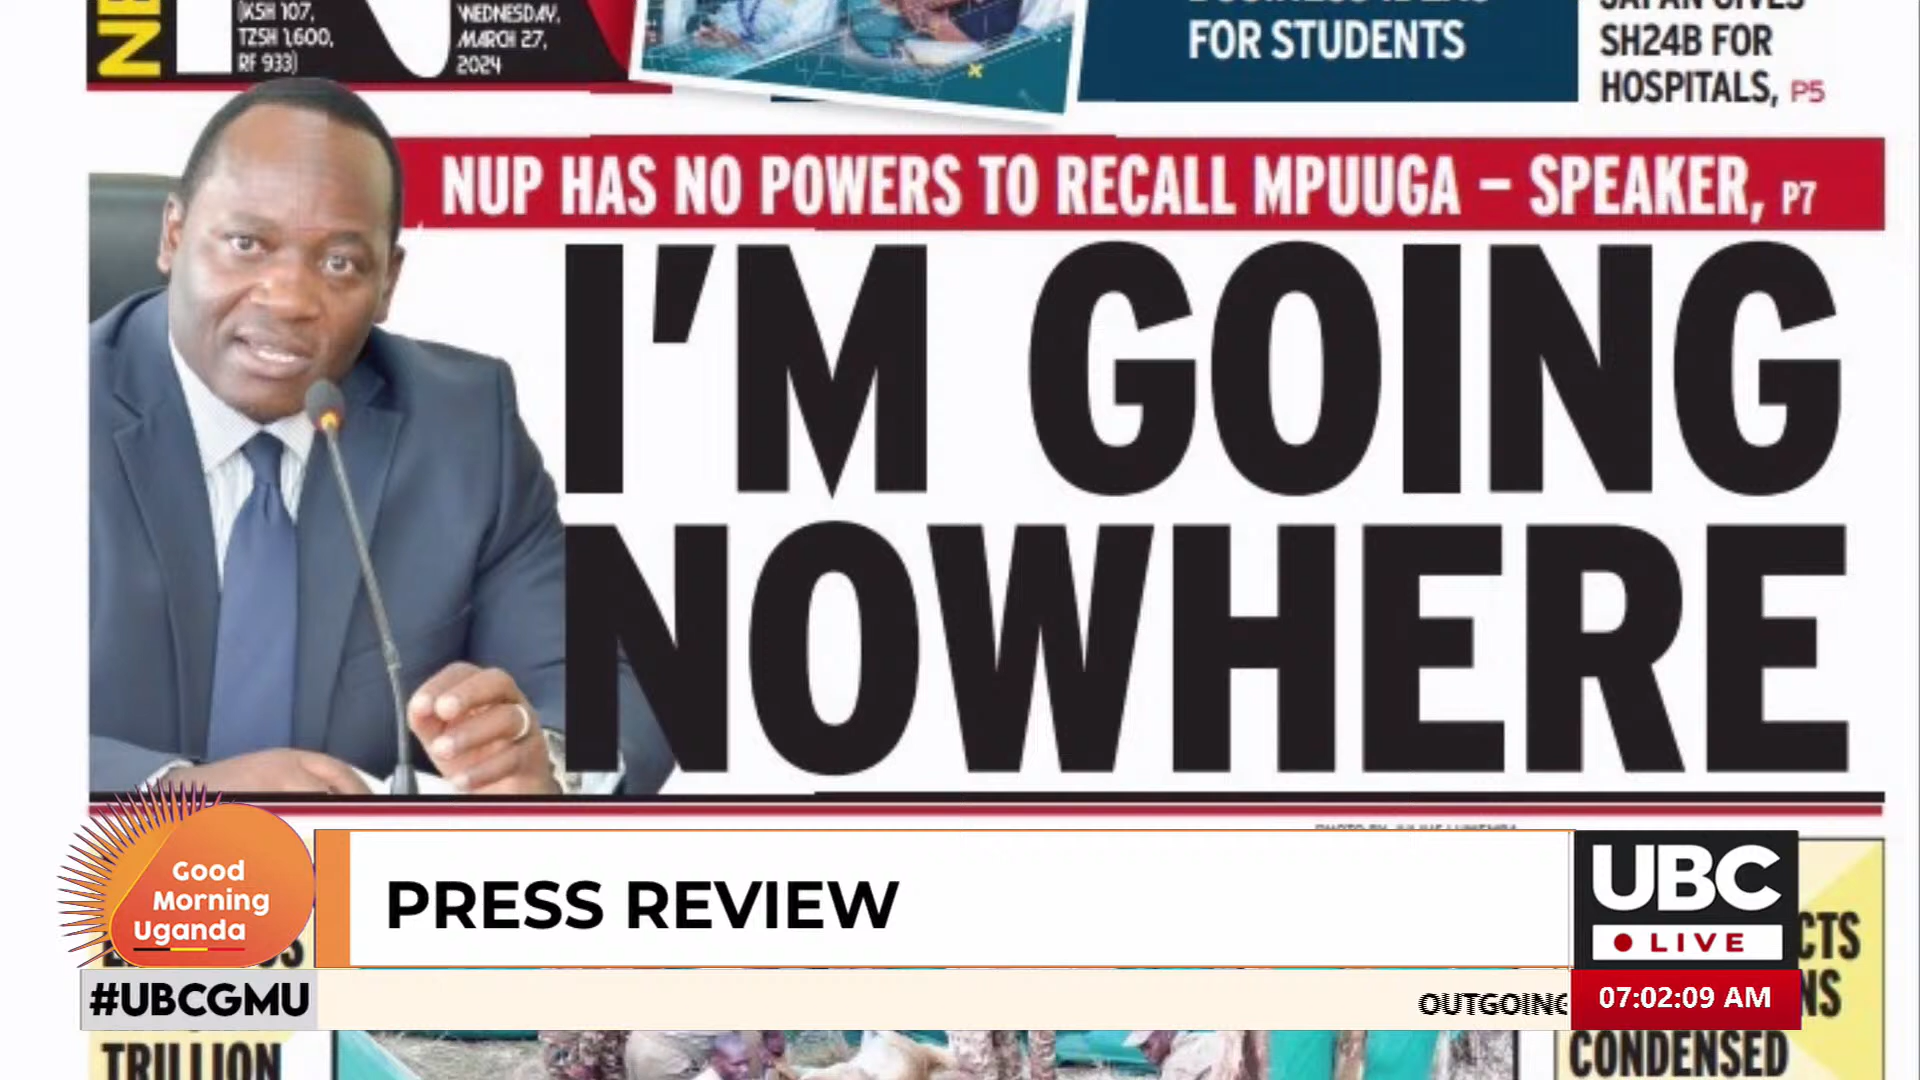 (KSH 107,
TZSH 1,600,
RF 933)
WEDNESDAY,
MARCH 27,
2024
FOR STUDENTS
JAPAN GIVES
SH24B FOR
HOSPITALS, P5
NUP HAS NO POWERS TO RECALL MPUUGA – SPEAKER, P7
I'M GOING
NOWHERE
Good
Morning
Uganda
PRESS REVIEW
UBC
LIVE
#UBCGMU
OUTGOING
07:02:09 AM
TRILLION
CONDENSED